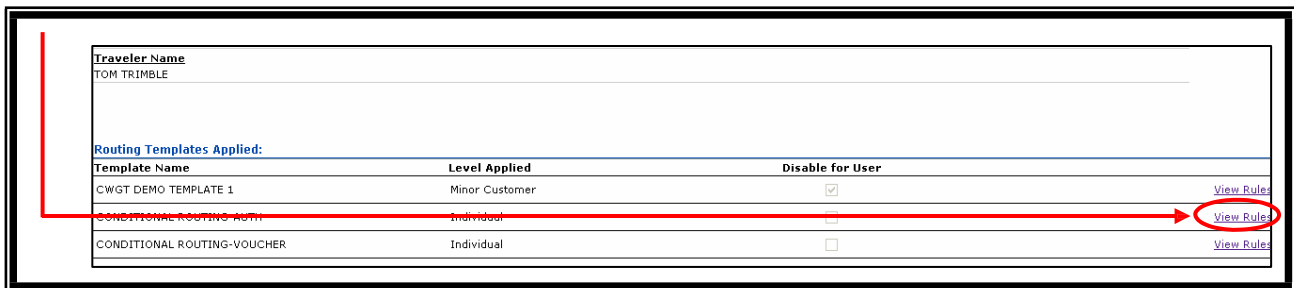 Traveler Name
TOM TRIMBLE
Routing Templates Applied:
Template Name Level Applied Disable for User
CWGT DEMO TEMPLATE 1 Minor Customer View Rules
CONDITIONAL ROUTING-AUTH Individual View Rules
CONDITIONAL ROUTING-VOUCHER Individual View Rules